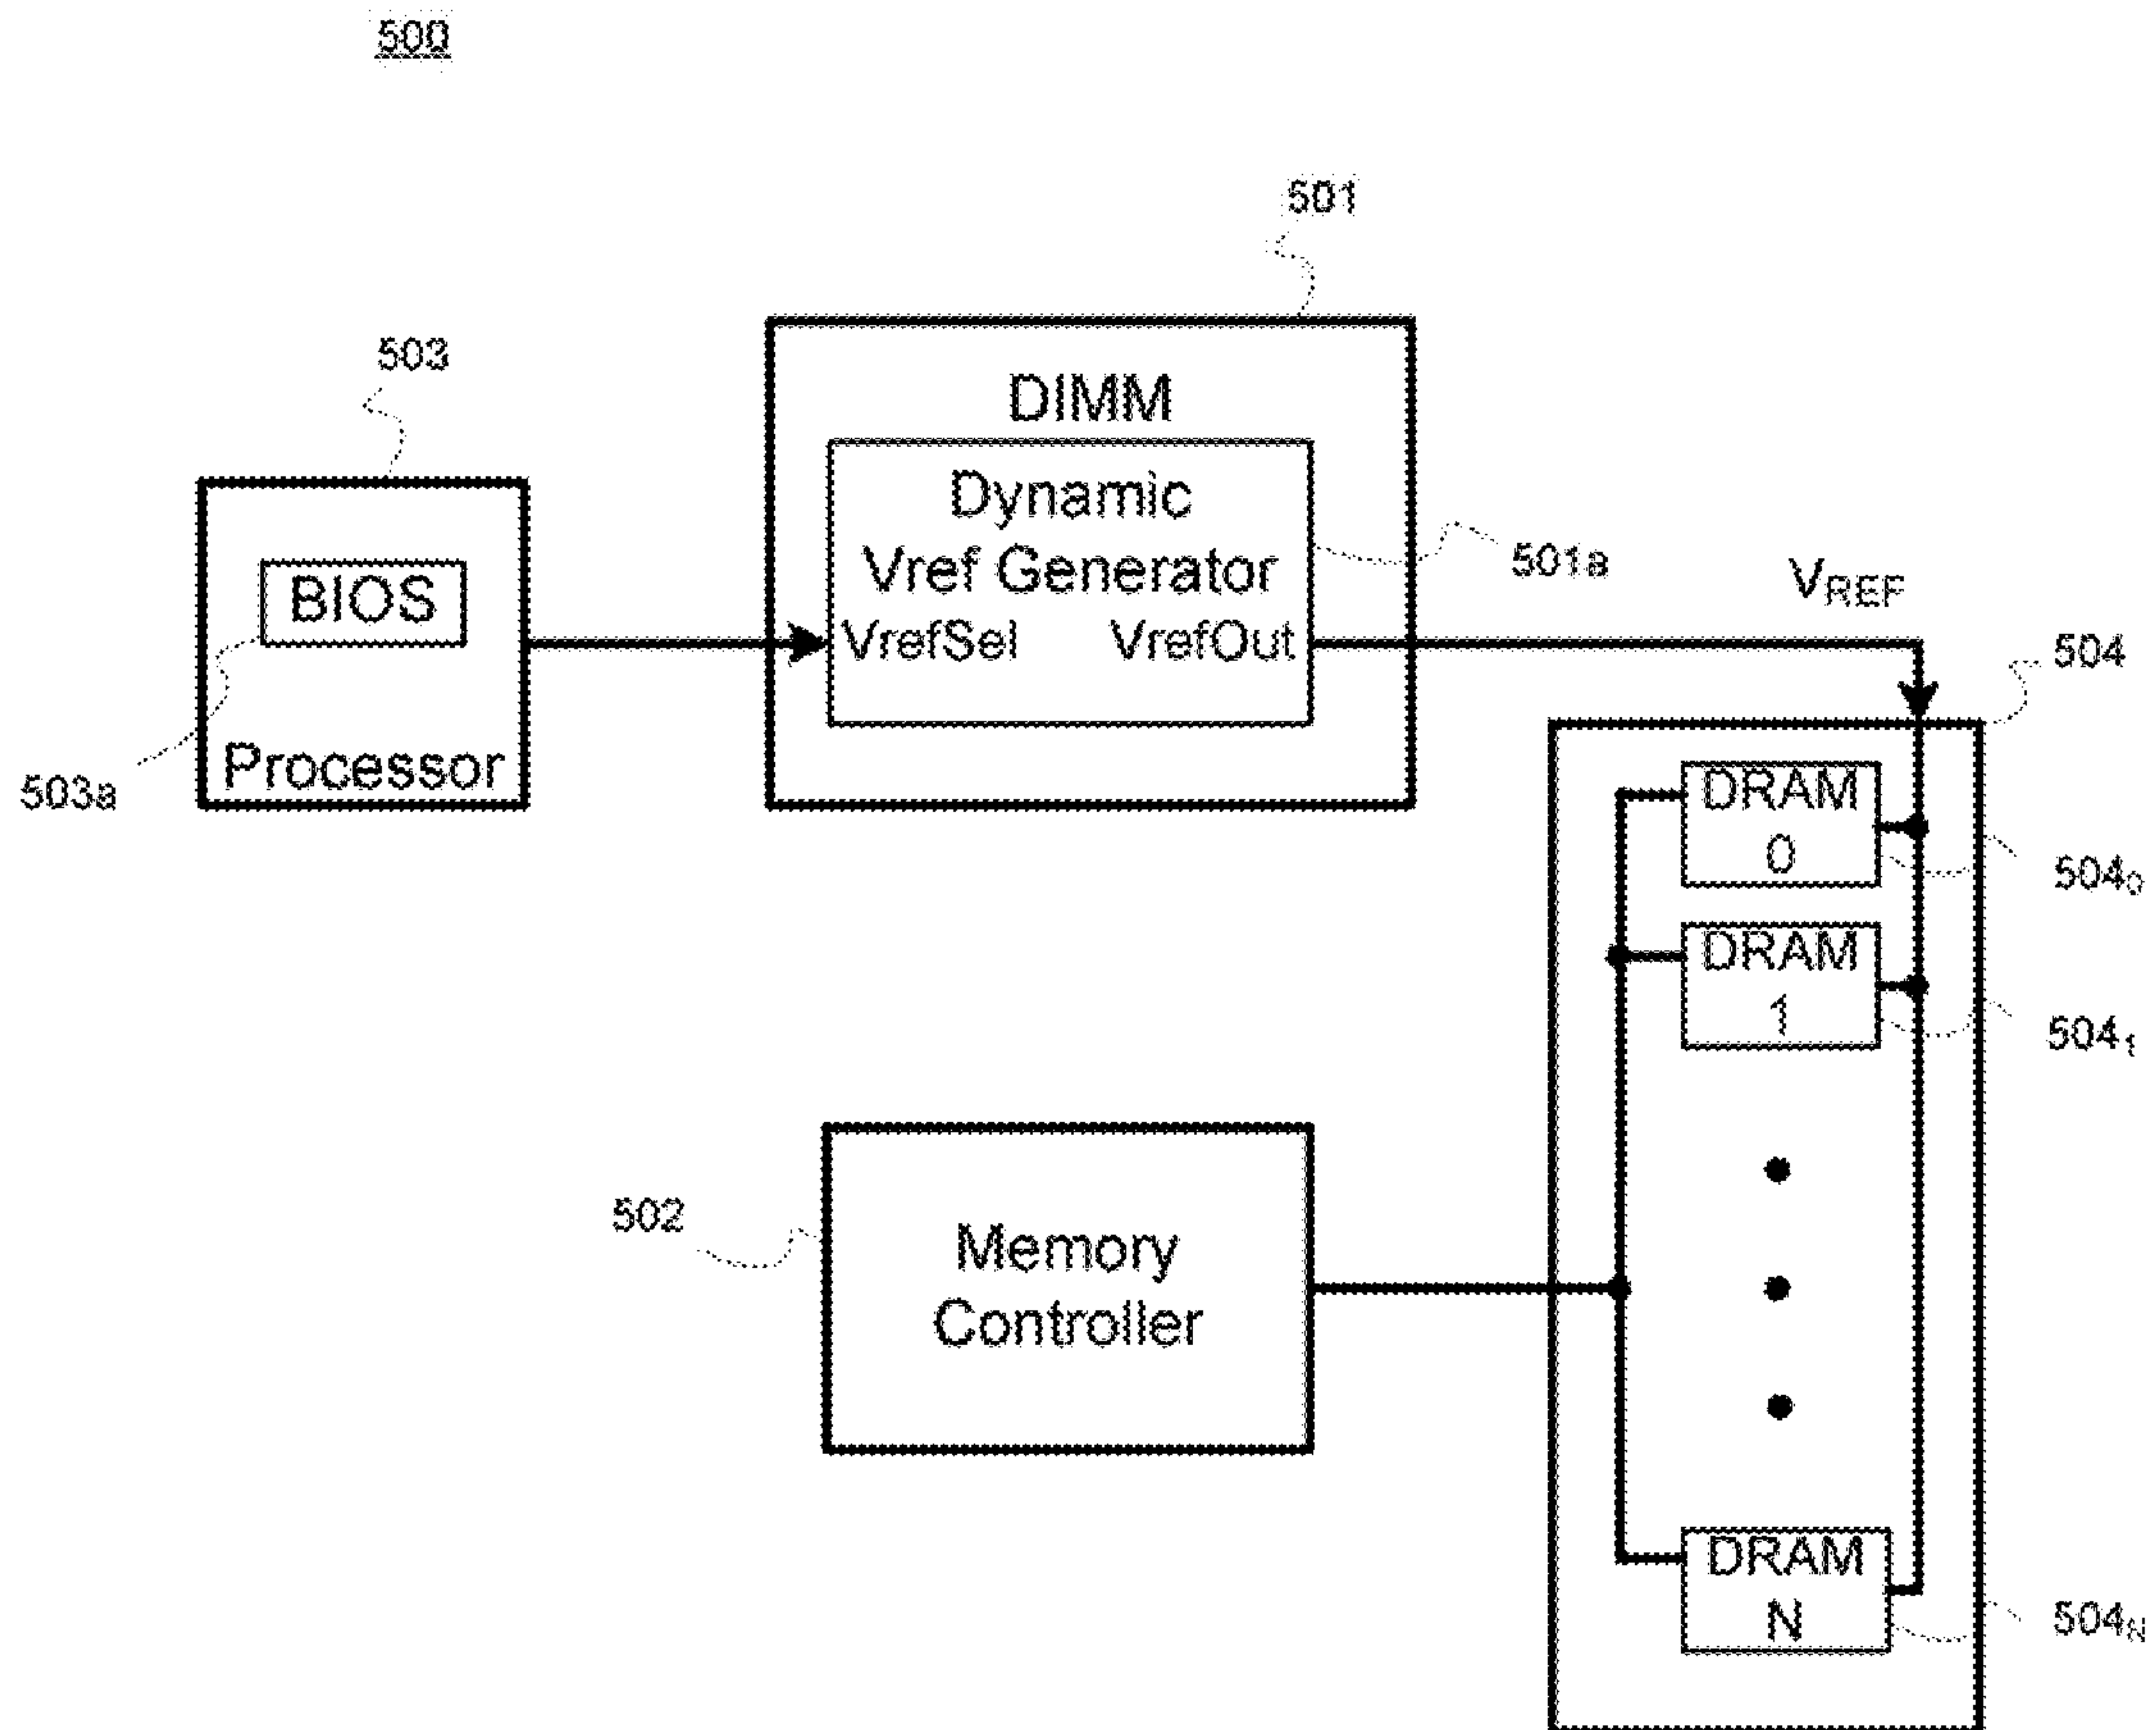 500
501
503
DIMM
Dynamic
Vref Generator
VrefSel VrefOut
501a
VREF
BIOS
Processor
503a
504
DRAM
0
504₀
DRAM
1
504₁
502
Memory
Controller
DRAM
N
504N